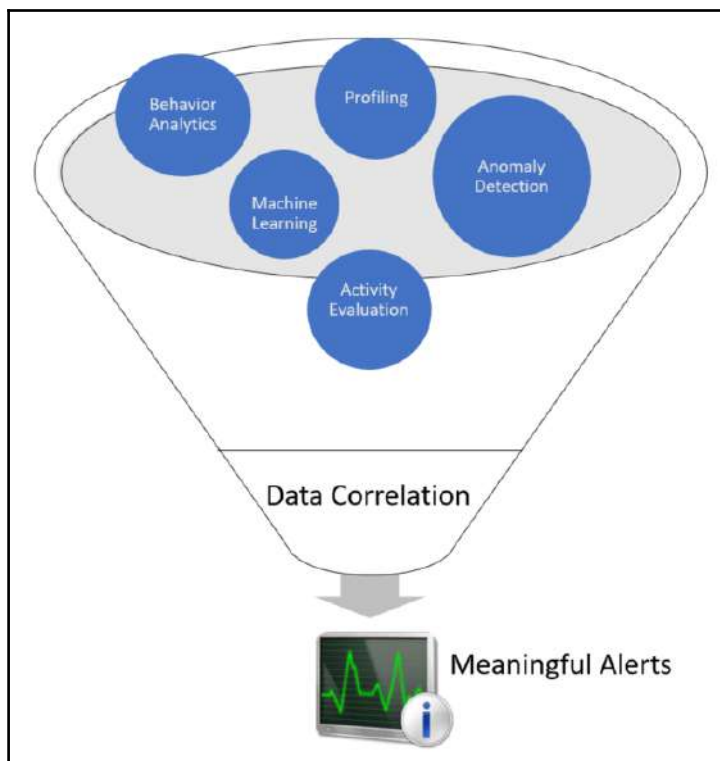 Behavior
Analytics
Profiling
Anomaly
Detection
Machine
Learning
Activity
Evaluation
Data Correlation
Meaningful Alerts
i